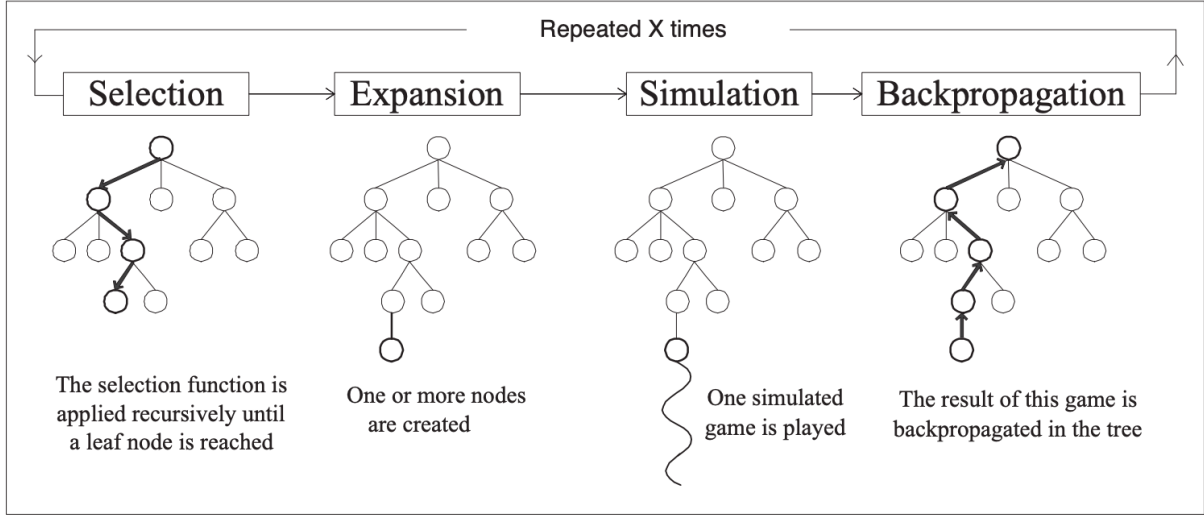 Repeated X times
Selection
Expansion
Simulation
Backpropagation
The selection function is
applied recursively until
a leaf node is reached
One or more nodes
are created
One simulated
game is played
The result of this game is
backpropagated in the tree